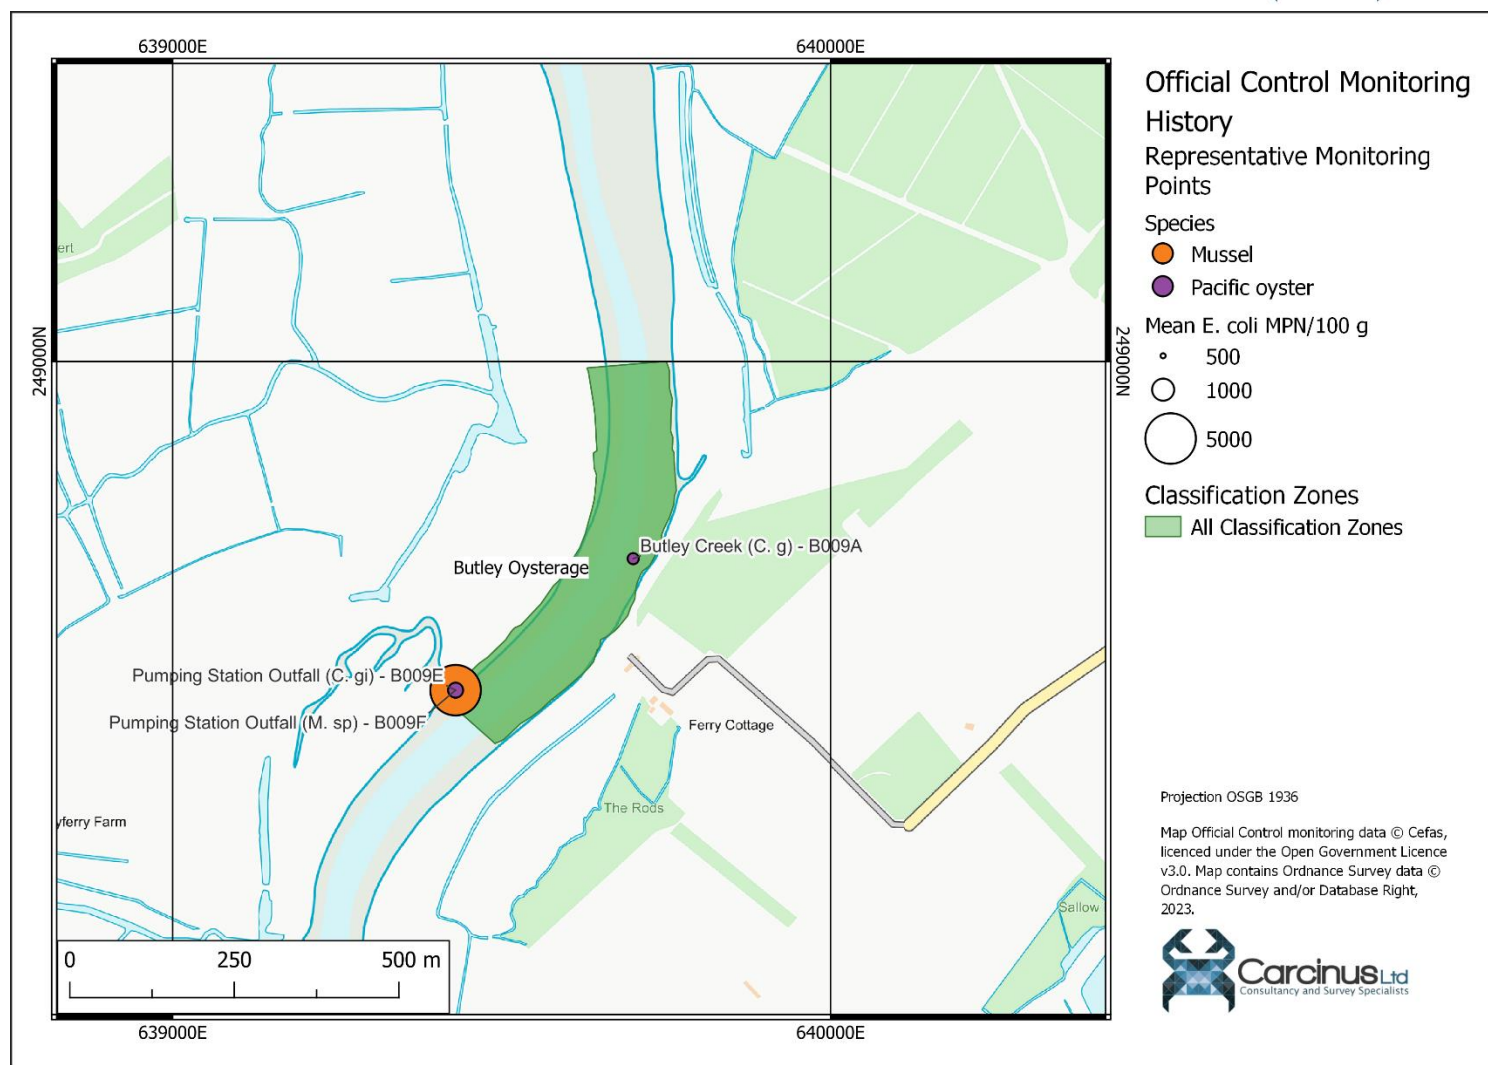 639000E
640000E
249000N
249000N
ert
Butley Creek (C. g) - B009A
Butley Oysterage
Pumping Station Outfall (C. gi) - B009E
Pumping Station Outfall (M. sp) - B009F
Ferry Cottage
The Rods
yferry Farm
Sallow
0 250 500 m
639000E
640000E
Official Control Monitoring
History
Representative Monitoring
Points
Species
Mussel
Pacific oyster
Mean E. coli MPN/100 g
500
1000
5000
Classification Zones
All Classification Zones
Projection OSGB 1936
Map Official Control monitoring data © Cefas,
licenced under the Open Government Licence
v3.0. Map contains Ordnance Survey data ©
Ordnance Survey and/or Database Right,
2023.
Carcinus Ltd
Consultancy and Survey Specialists